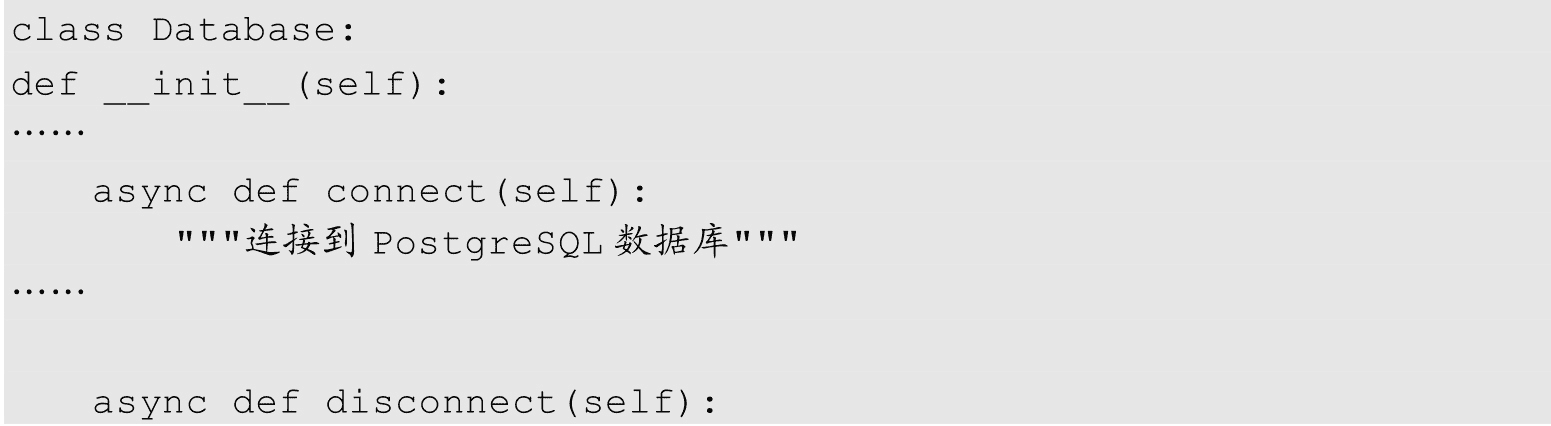 class Database:
def __init__(self):
……
    async def connect(self):
        """连接到 PostgreSQL 数据库"""
……
    async def disconnect(self):